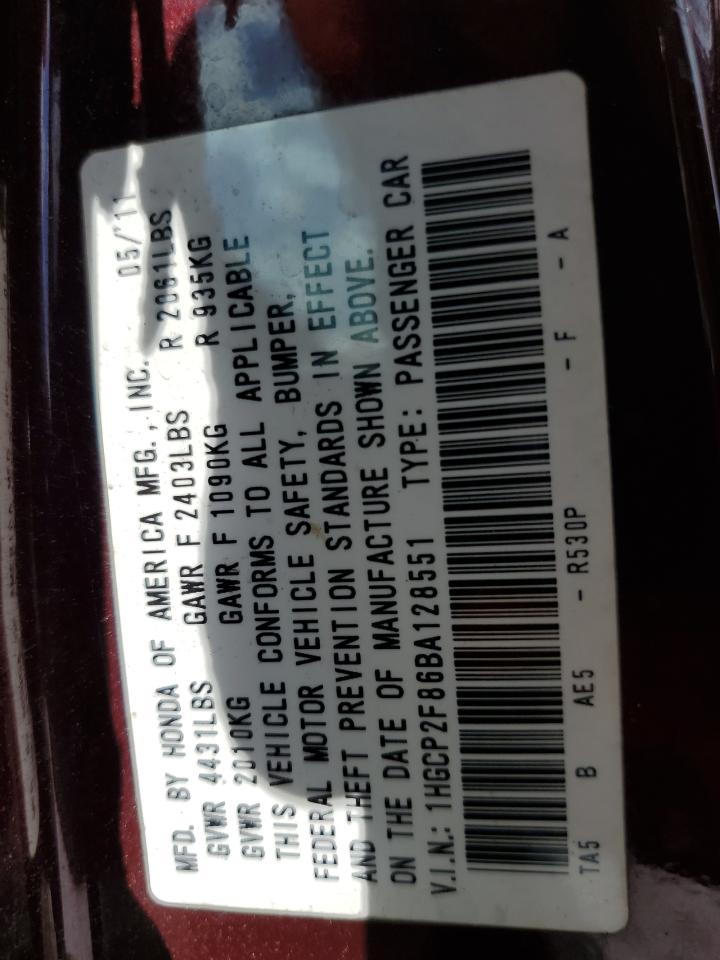 MFD. BY HONDA OF AMERICA MFG., INC. 05/'11
GVWR 4431LBS GAWR F 2403LBS R 2061LBS
GVWR 2010KG GAWR F 1090KG R 935KG
THIS VEHICLE CONFORMS TO ALL APPLICABLE
FEDERAL MOTOR VEHICLE SAFETY, BUMPER,
AND THEFT PREVENTION STANDARDS IN EFFECT
ON THE DATE OF MANUFACTURE SHOWN ABOVE.
V.I.N.: 1HGCP2F86BA128551 TYPE: PASSENGER CAR
TA5 B AE5 - R530P - F - A